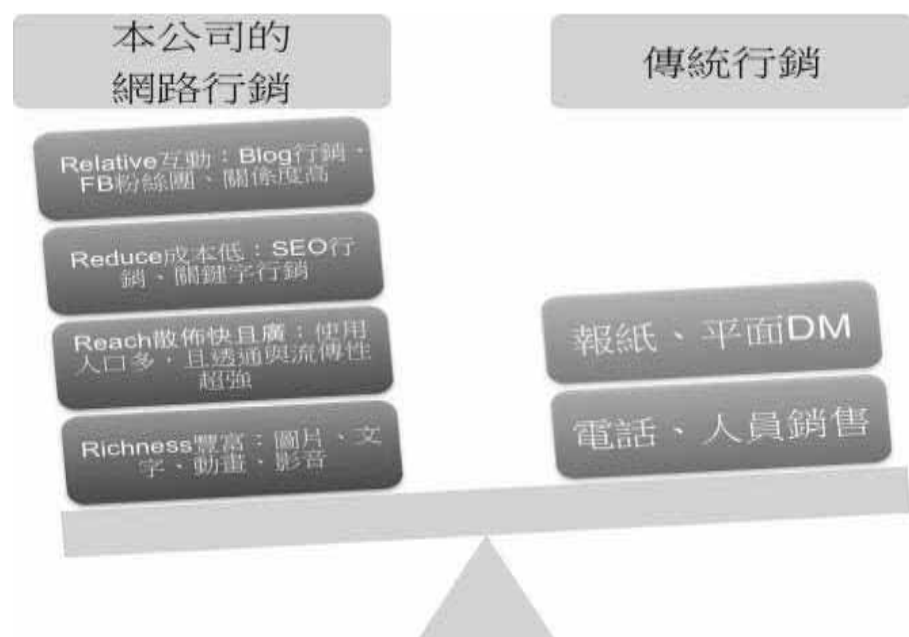 本公司的
網路行銷
Relative互動：Blog行銷、
FB粉絲團、關係度高
Reduce成本低：SEO行
銷、關鍵字行銷
Reach散佈快且廣：使用
人口多，且透通與流傳性
超強
Richness豐富：圖片、文
字、動畫、影音
傳統行銷
報紙、平面DM
電話、人員銷售